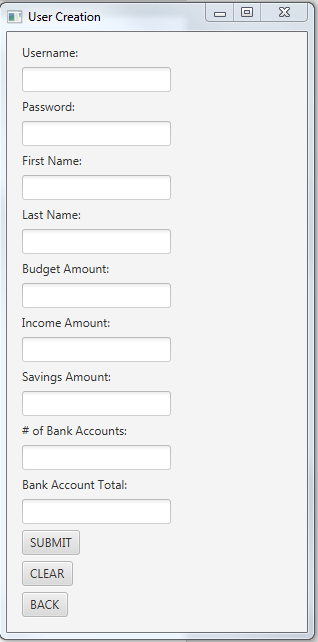 User Creation
Username:
Password:
First Name:
Last Name:
Budget Amount:
Income Amount:
Savings Amount:
# of Bank Accounts:
Bank Account Total:
SUBMIT
CLEAR
BACK